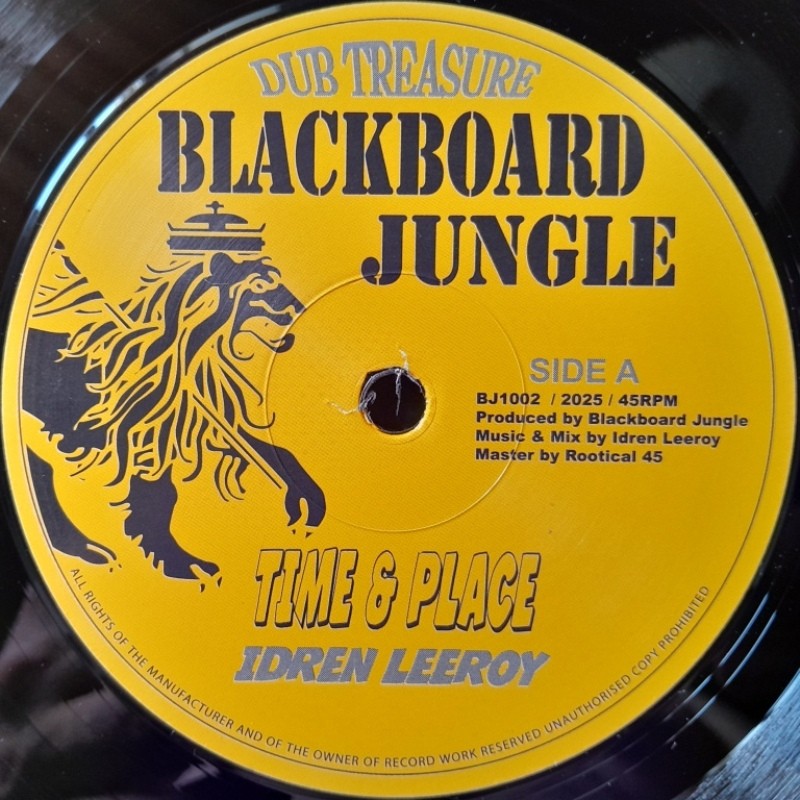 DUB TREASURE
BLACKBOARD
JUNGLE
SIDE A
BJ1002 / 2025 / 45RPM
Produced by Blackboard Jungle
Music & Mix by Idren Leeroy
Master by Rootical 45
TIME & PLACE
IDREN LEEROY
ALL RIGHTS OF THE MANUFACTURER AND OF THE OWNER OF RECORD WORK RESERVED UNAUTHORISED COPY PROHIBITED